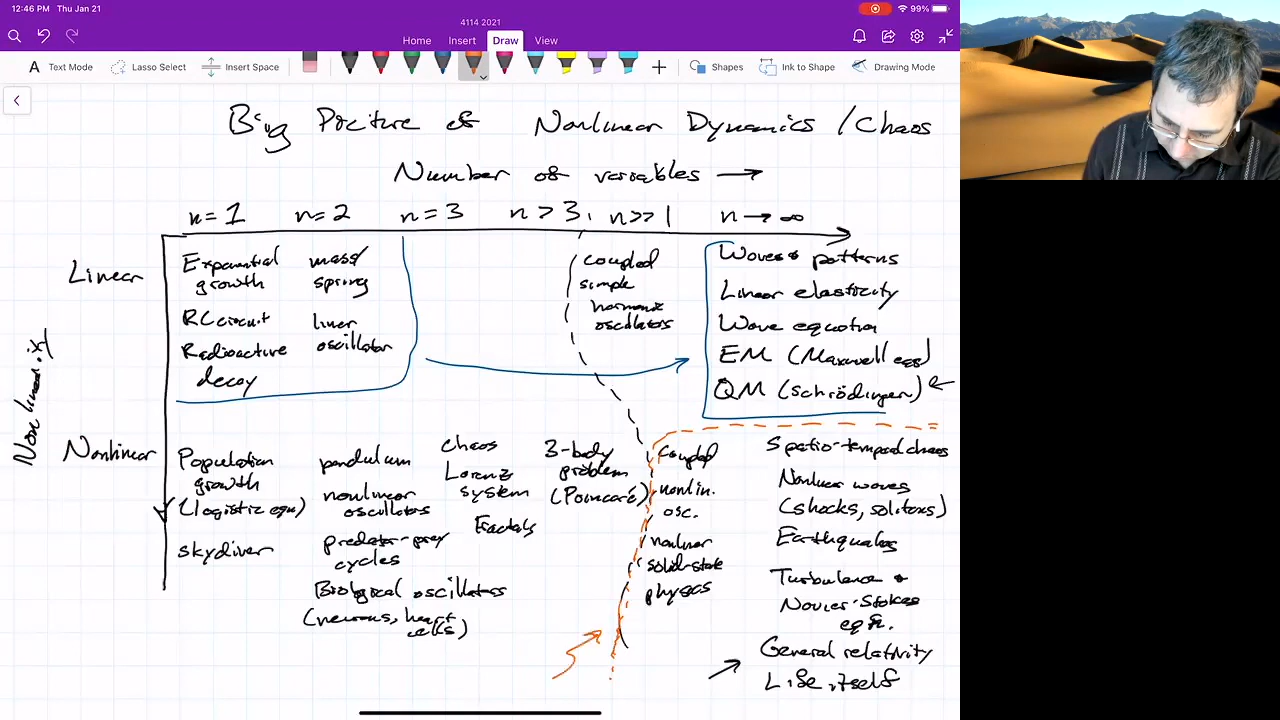 12:46 PM Thu Jan 21
99%
4114 2021
Home Insert Draw View
Text Mode Lasso Select Insert Space Shapes Ink to Shape Drawing Mode
Big Picture of Nonlinear Dynamics / Chaos
Number of variables →
n = 1 n = 2 n = 3 n > 3, n >> 1 n → ∞
Nonlinearity
Linear
Exponential
growth
RC circuit
Radioactive
decay
mass/
spring
linear
oscillator
coupled
simple
harmonic
oscillators
Waves & patterns
Linear elasticity
Wave equation
EM (Maxwell eqs)
QM (Schrödinger) ←
Nonlinear
Population
growth
(logistic eqn)
skydiver
pendulum
nonlinear
oscillators
predator-prey
cycles
Biological oscillators
(neurons, heart
cells)
Chaos
Lorenz
system
Fractals
3-body
problem
(Poincaré)
coupled
nonlin.
osc.
nonlinear
solid-state
physics
Spatio-temporal chaos
Nonlinear waves
(shocks, solitons)
Earthquakes
Turbulence &
Navier-Stokes
eqn.
General relativity
Life itself